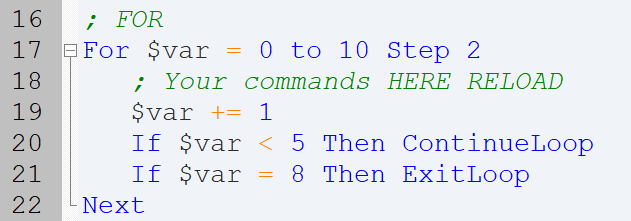 16 ; FOR
17 For $var = 0 to 10 Step 2
18 ; Your commands HERE RELOAD
19 $var += 1
20 If $var < 5 Then ContinueLoop
21 If $var = 8 Then ExitLoop
22 Next